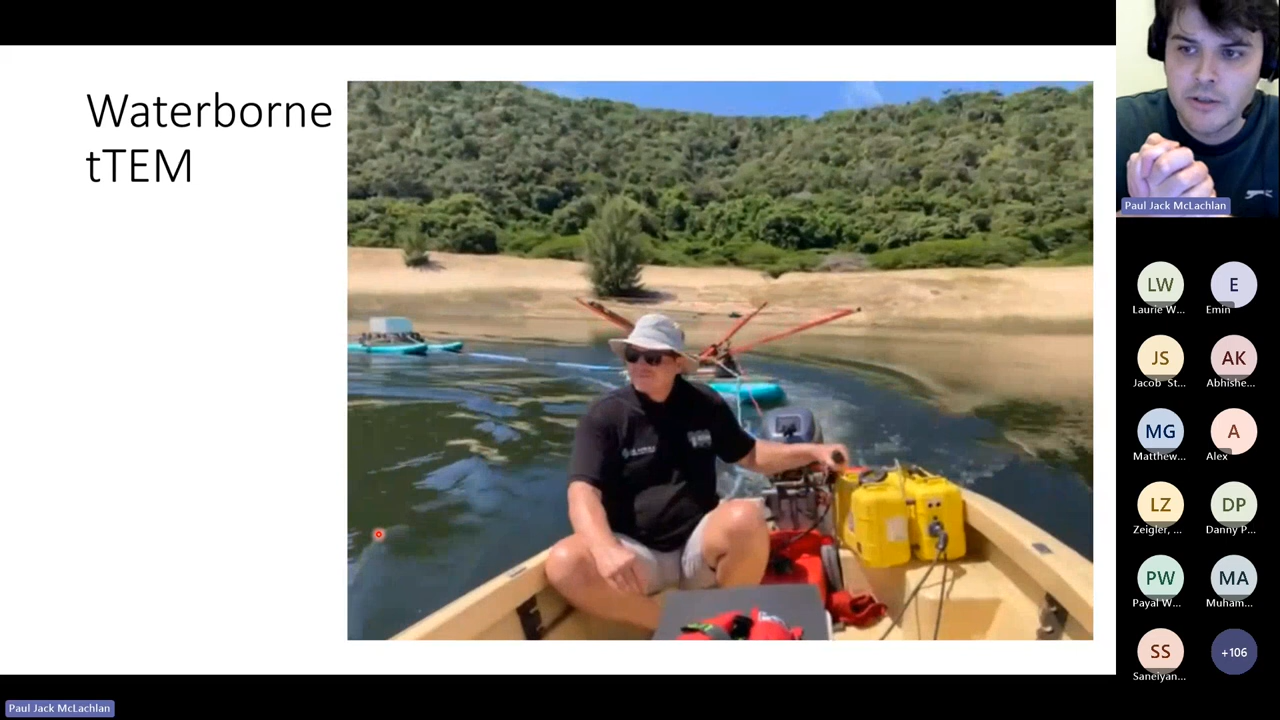 Waterborne
tTEM
Paul Jack McLachlan
LW
E
Laurie W...
Emin
JS
AK
Jacob St...
Abhishe...
MG
A
Matthew...
Alex
LZ
DP
Zeigler, ...
Danny P...
PW
MA
Payal W...
Muham...
SS
+106
Saneiyan...
Paul Jack McLachlan